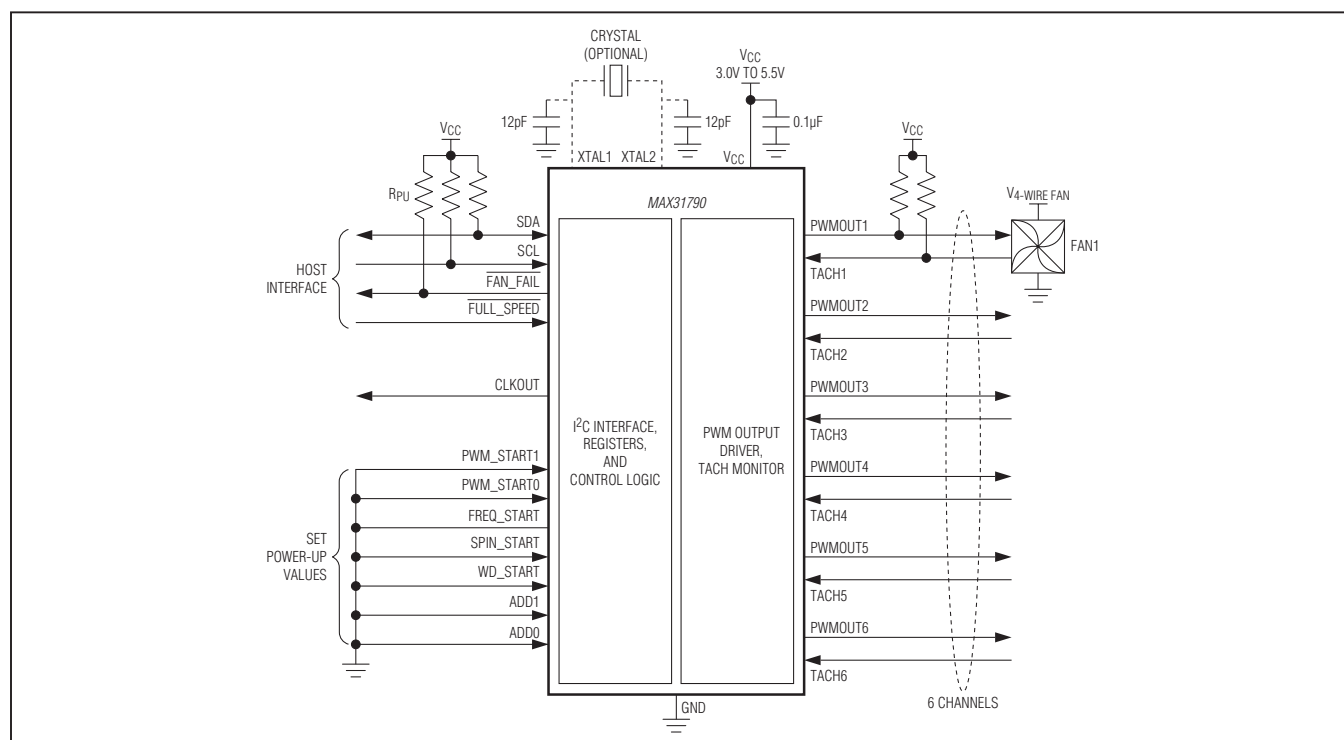 CRYSTAL
(OPTIONAL)
VCC
3.0V TO 5.5V
12pF
12pF
0.1µF
VCC
VCC
XTAL1 XTAL2
VCC
RPU
MAX31790
V4-WIRE FAN
SDA
SCL
FAN_FAIL
FULL_SPEED
HOST
INTERFACE
CLKOUT
PWM_START1
PWM_START0
FREQ_START
SPIN_START
WD_START
ADD1
ADD0
SET
POWER-UP
VALUES
I2C INTERFACE,
REGISTERS,
AND
CONTROL LOGIC
PWM OUTPUT
DRIVER,
TACH MONITOR
PWMOUT1
FAN1
TACH1
PWMOUT2
TACH2
PWMOUT3
TACH3
PWMOUT4
TACH4
PWMOUT5
TACH5
PWMOUT6
TACH6
6 CHANNELS
GND